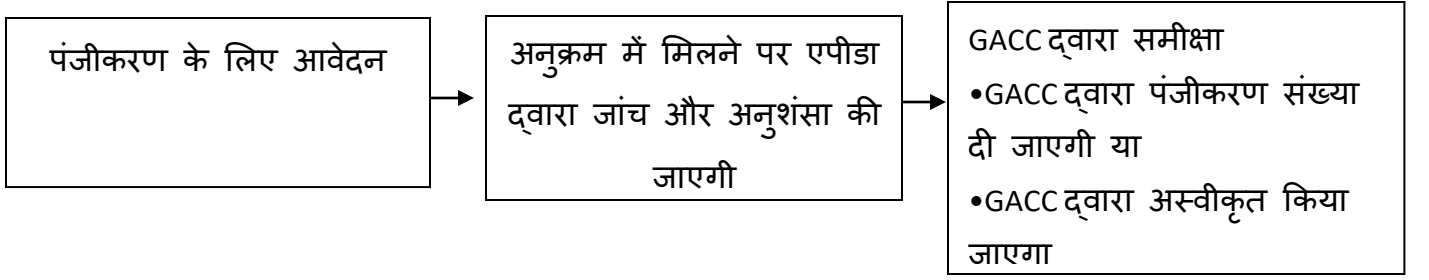 पंजीकरण के लिए आवेदन
अनुक्रम में मिलने पर एपीडा
द्वारा जांच और अनुशंसा की
जाएगी
GACC द्वारा समीक्षा
•GACC द्वारा पंजीकरण संख्या
दी जाएगी या
•GACC द्वारा अस्वीकृत किया
जाएगा